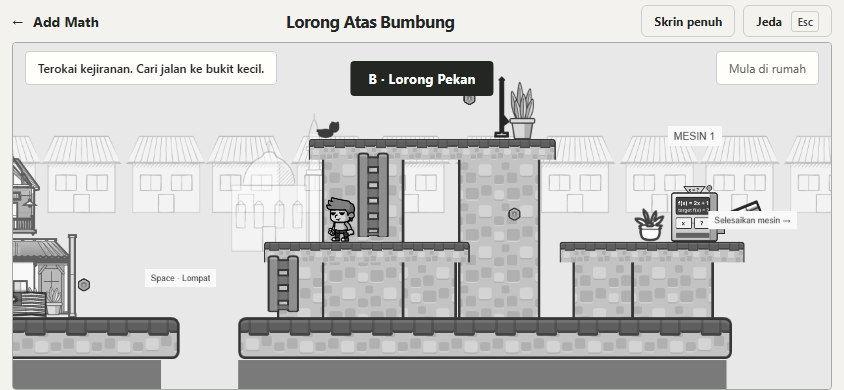 ← Add Math
Lorong Atas Bumbung
Skrin penuh
Jeda Esc
Terokai kejiranan. Cari jalan ke bukit kecil.
B · Lorong Pekan
Mula di rumah
MESIN 1
f(x) = 2x + 1
x
?
Selesaikan mesin →
Space · Lompat